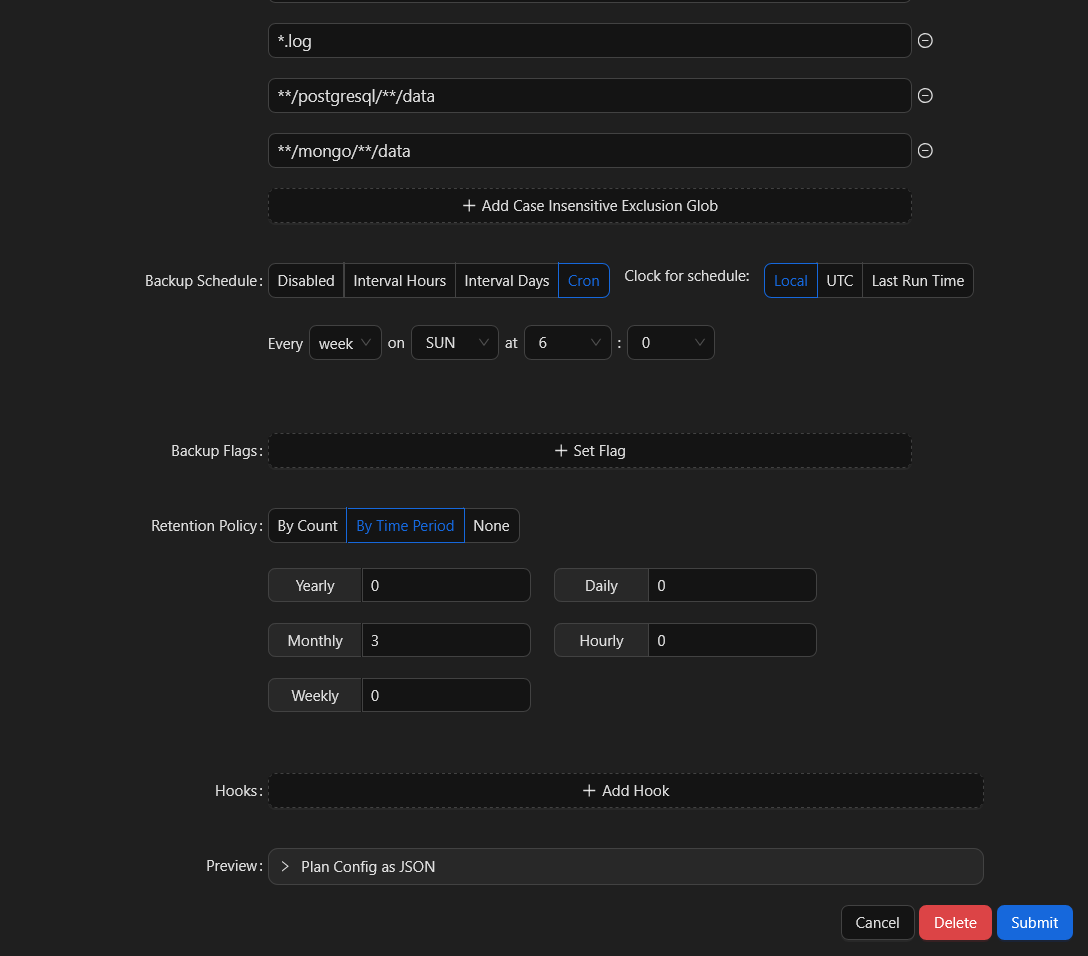 *.log
**/postgresql/**/data
**/mongo/**/data
+ Add Case Insensitive Exclusion Glob
Backup Schedule: Disabled Interval Hours Interval Days Cron Clock for schedule: Local UTC Last Run Time
Every week on SUN at 6 : 0
Backup Flags: + Set Flag
Retention Policy: By Count By Time Period None
Yearly 0 Daily 0
Monthly 3 Hourly 0
Weekly 0
Hooks: + Add Hook
Preview: > Plan Config as JSON
Cancel Delete Submit